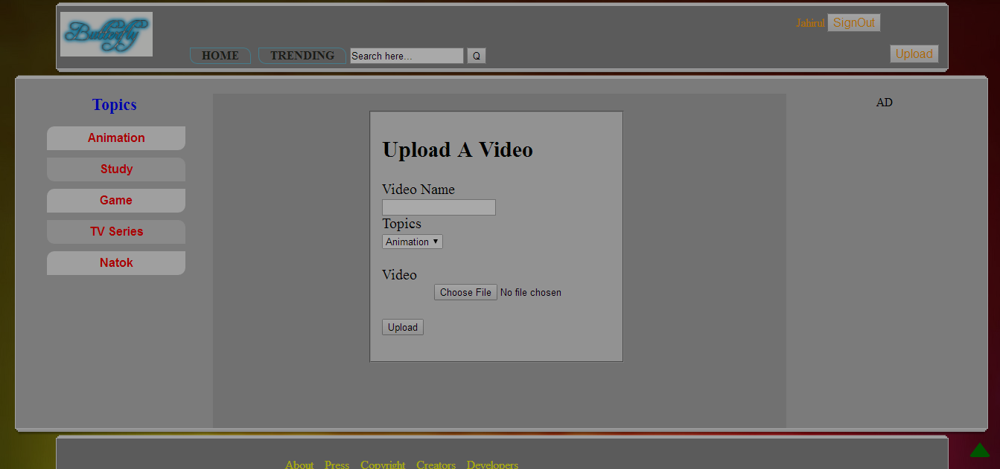 Butterfly
Jahirul SignOut
HOME TRENDING Search here... Q
Upload
Topics
Animation
Study
Game
TV Series
Natok
Upload A Video
Video Name
Topics
Animation
Video
Choose File No file chosen
Upload
AD
About Press Copyright Creators Developers